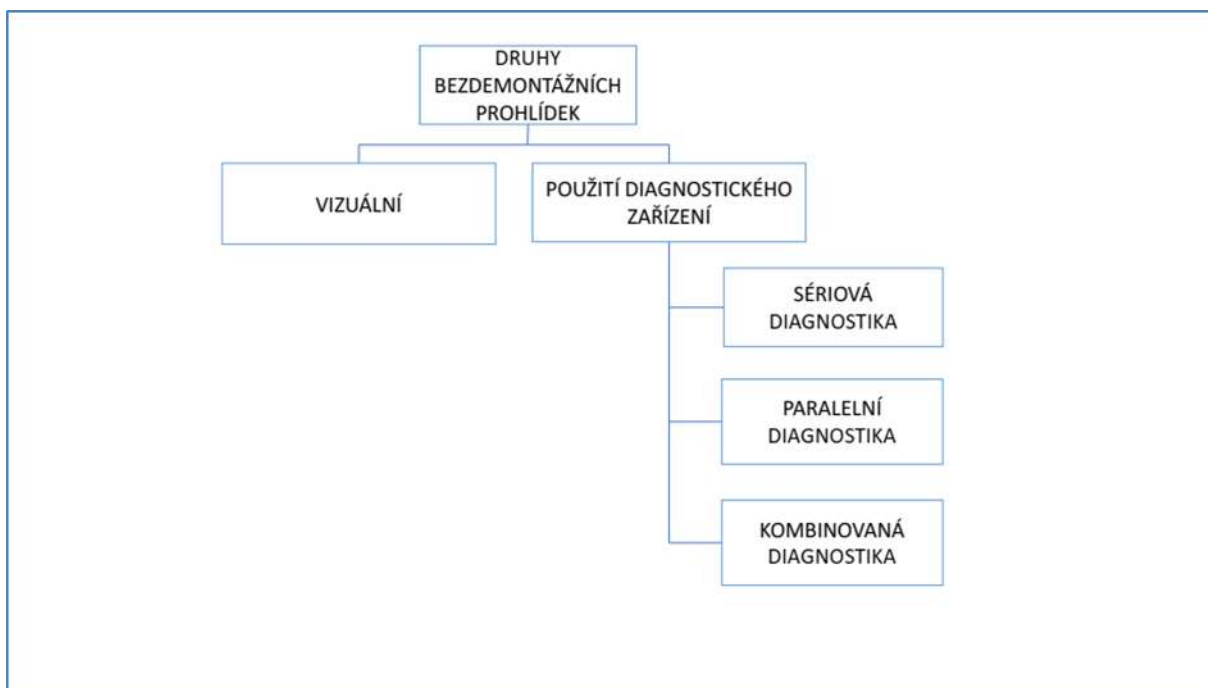 DRUHY
BEZDEMONTÁŽNÍCH
PROHLÍDEK
VIZUÁLNÍ
POUŽITÍ DIAGNOSTICKÉHO
ZAŘÍZENÍ
SÉRIOVÁ
DIAGNOSTIKA
PARALELNÍ
DIAGNOSTIKA
KOMBINOVANÁ
DIAGNOSTIKA